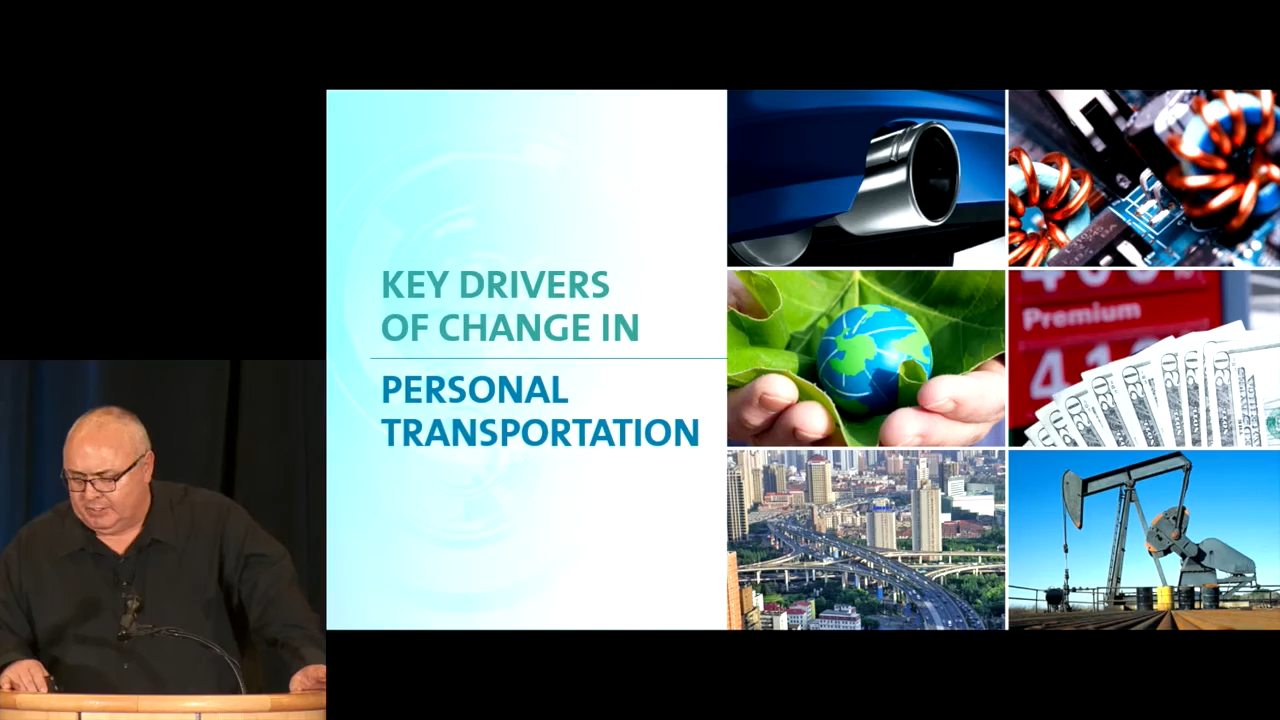 KEY DRIVERS
OF CHANGE IN
PERSONAL
TRANSPORTATION
Premium